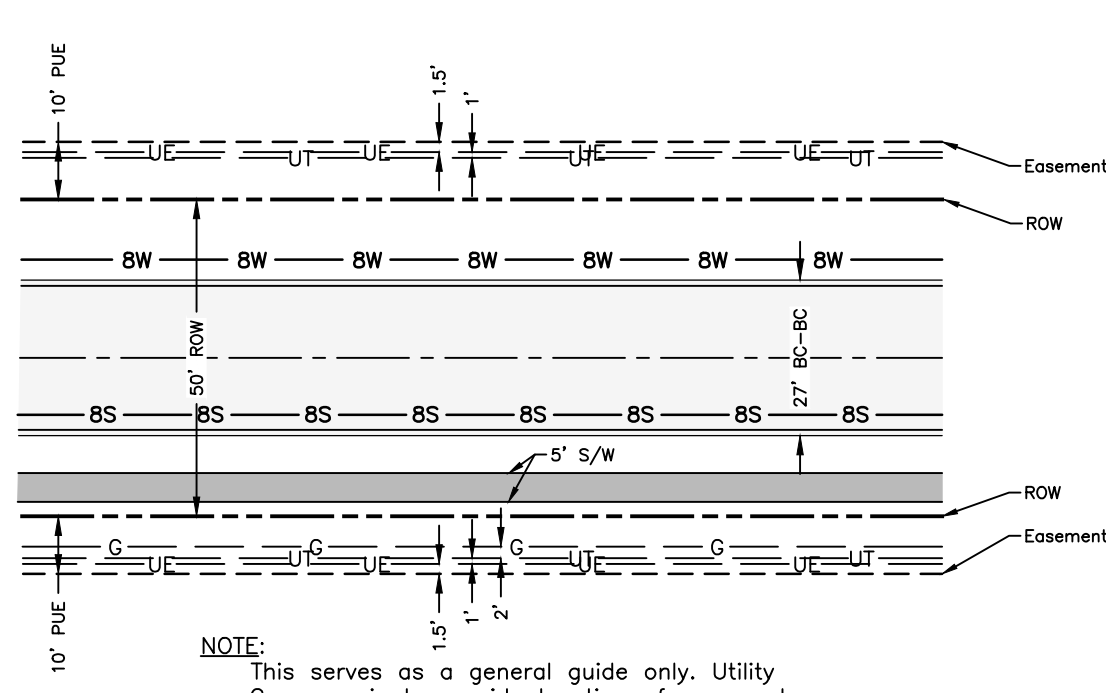 10' PUE
1.5'
1'
UE UT UE UT UE UE UT
Easement
ROW
8W 8W 8W 8W 8W 8W 8W
50' ROW
27' BC-BC
8S 8S 8S 8S 8S 8S 8S 8S
5' S/W
ROW
Easement
G G G G
UE UT UE UT UE UE UT
10' PUE
1.5'
1'
2'
NOTE:
This serves as a general guide only. Utility